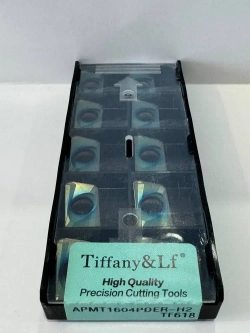 Tiffany&Lf
High Quality
Precision Cutting Tools
APMT1604PDER-H2
TF618